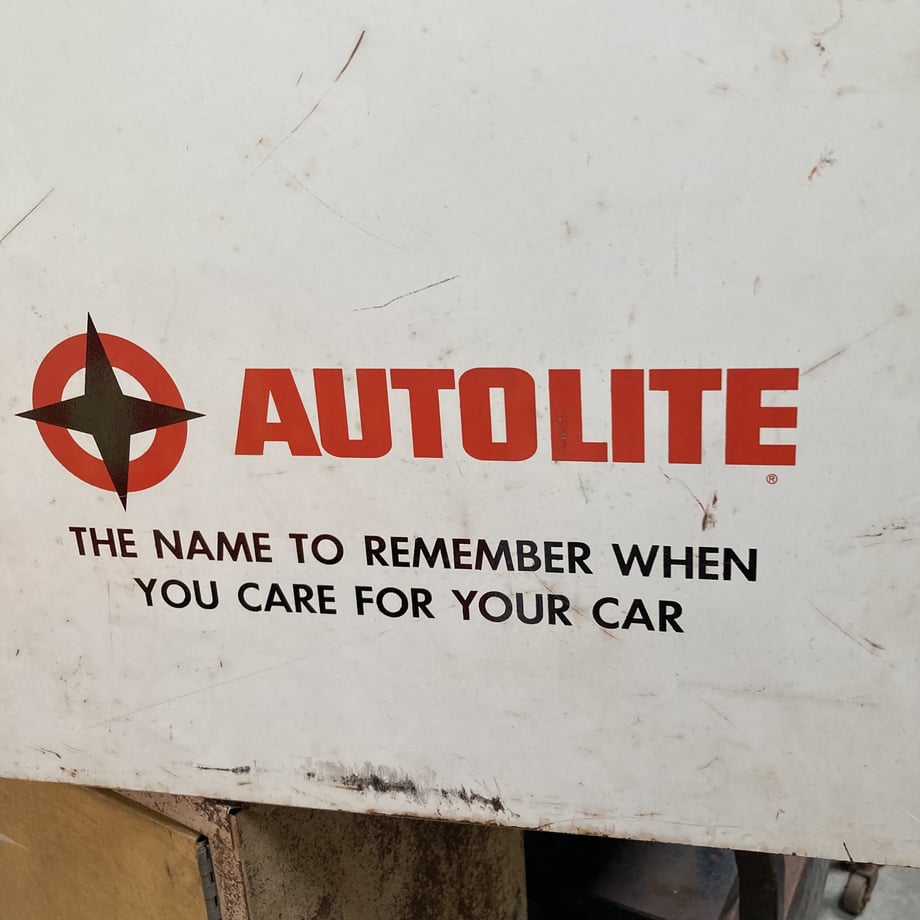 AUTOLITE
®
THE NAME TO REMEMBER WHEN
YOU CARE FOR YOUR CAR